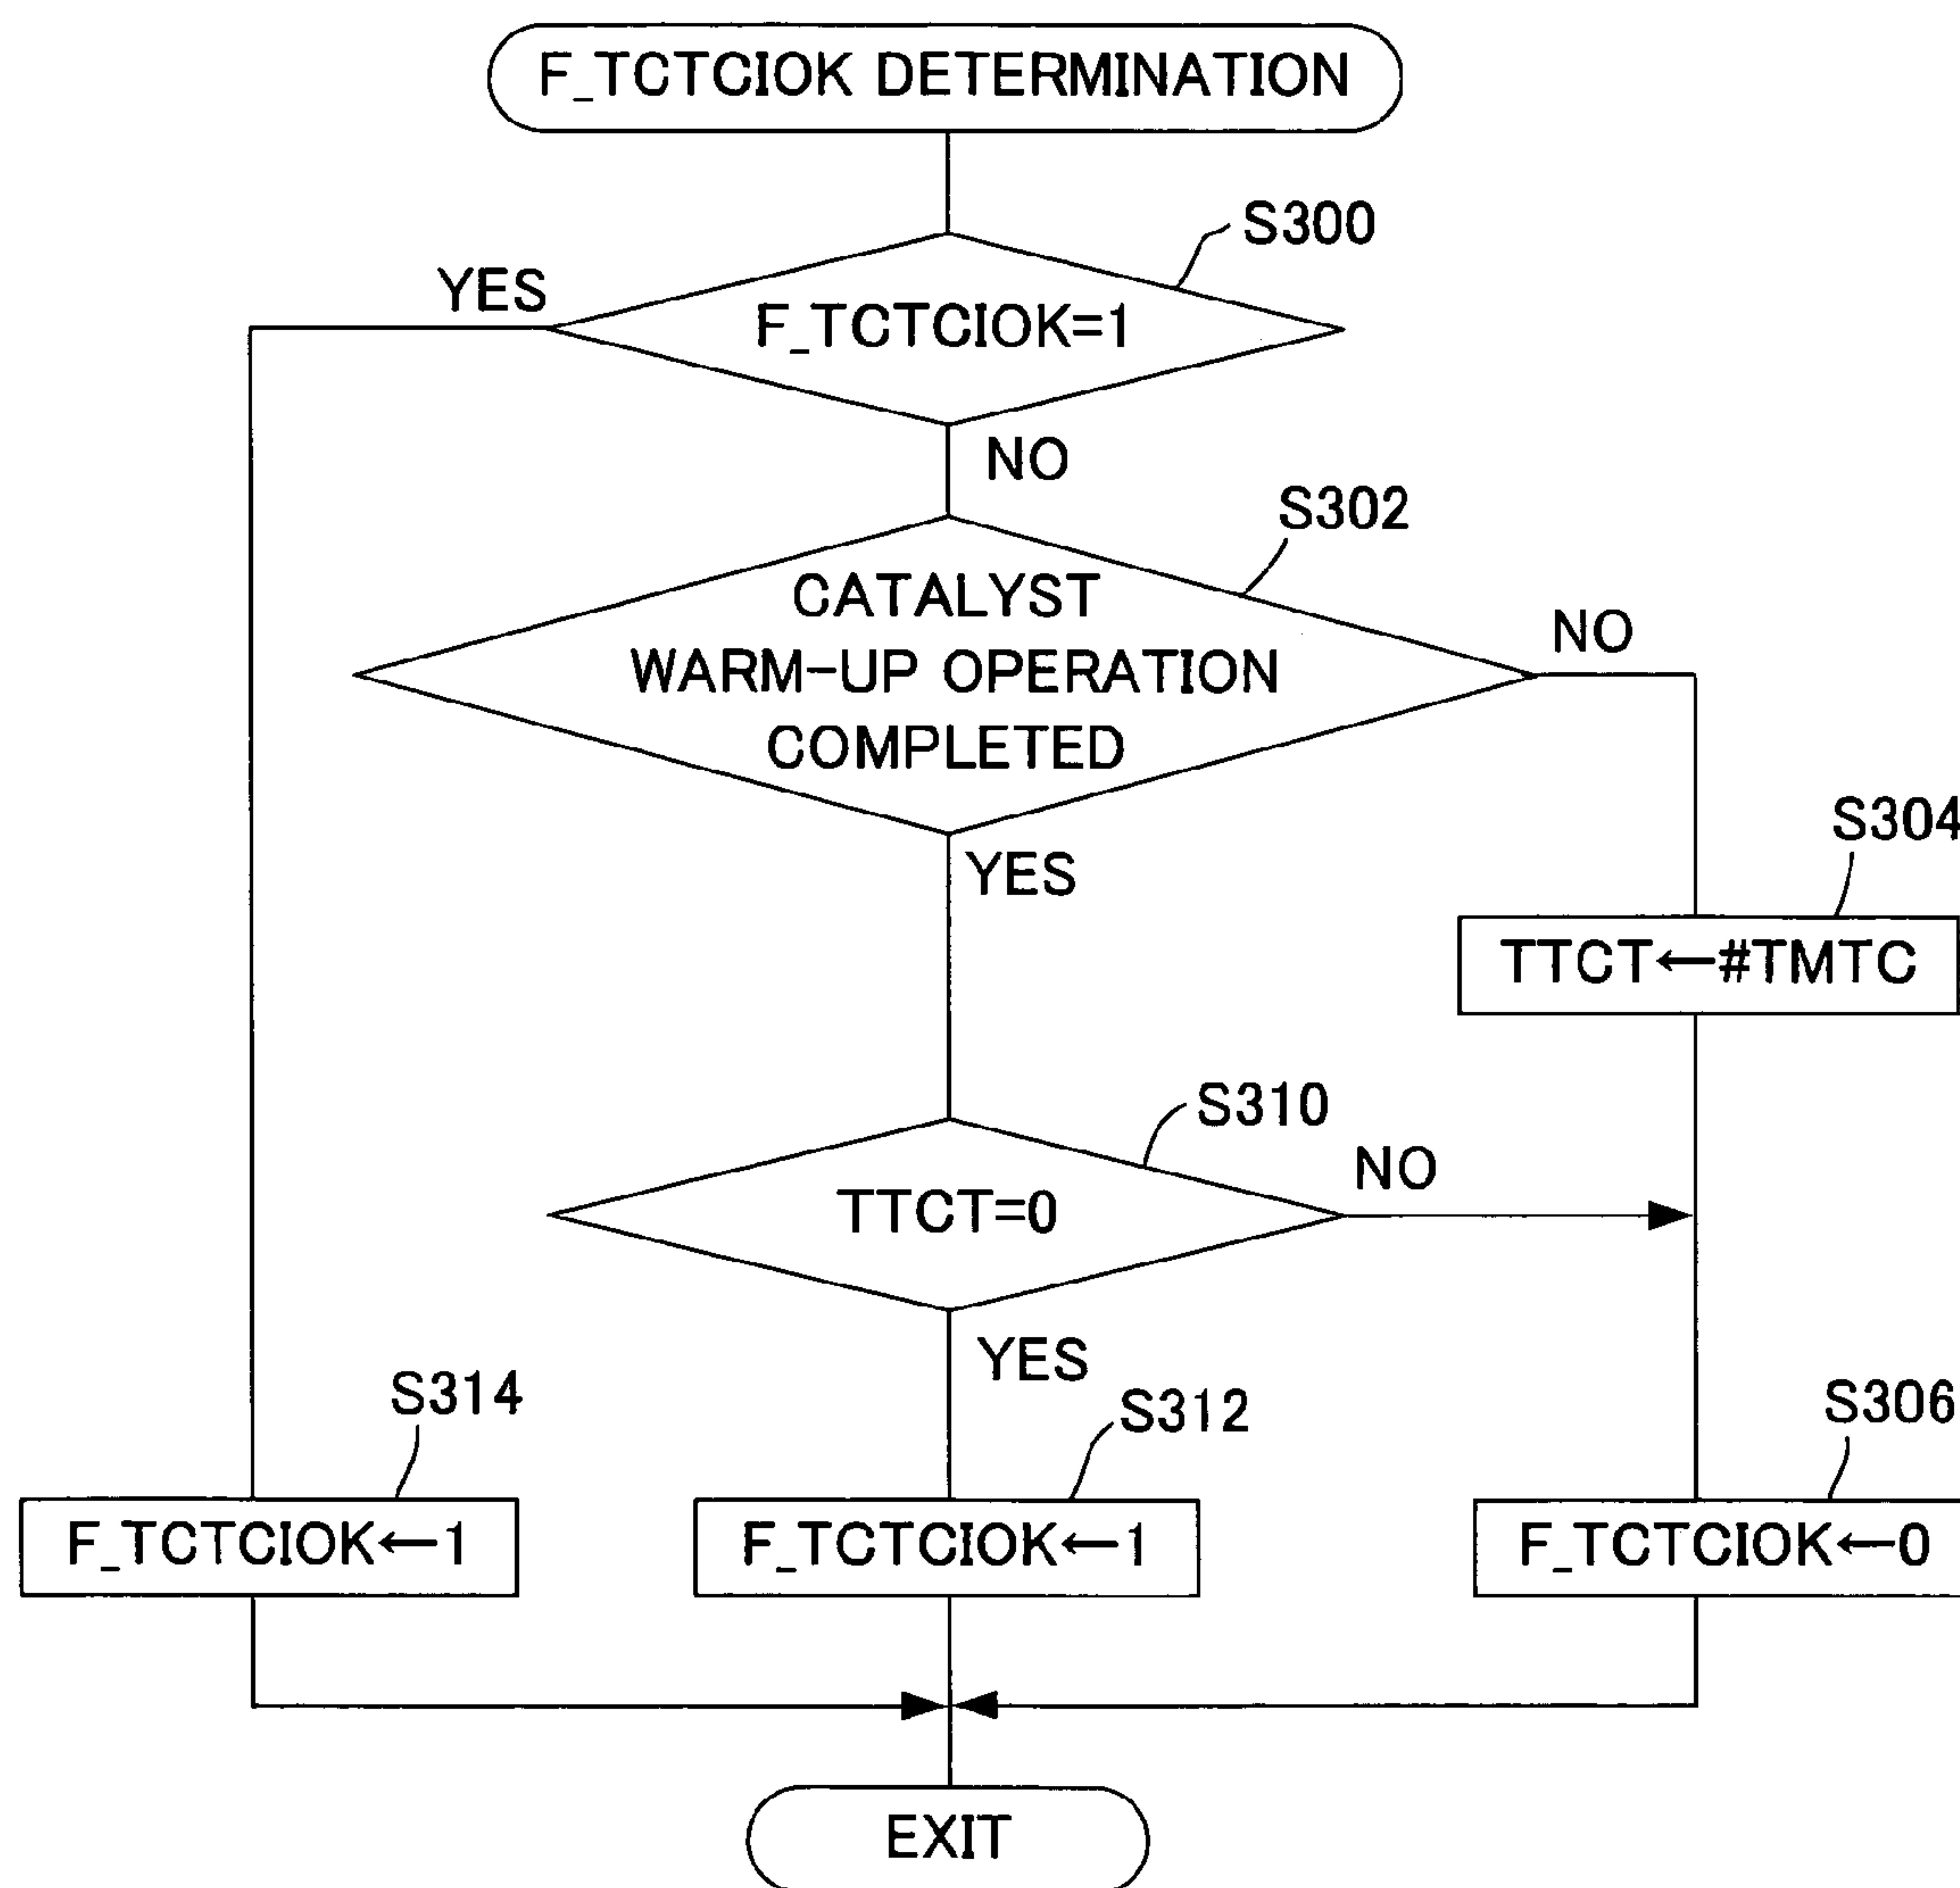 F_TCTCIOK DETERMINATION
S300
YES
F_TCTCIOK=1
NO
S302
CATALYST
WARM-UP OPERATION
COMPLETED
NO
YES
S304
TTCT←#TMTC
S310
NO
TTCT=0
YES
S314
S312
S306
F_TCTCIOK←1
F_TCTCIOK←1
F_TCTCIOK←0
EXIT